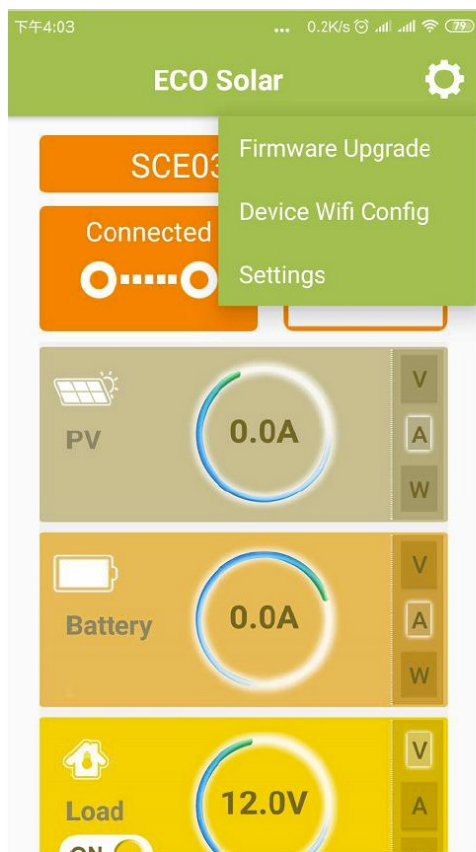 下午4:03 ... 0.2K/s 79
ECO Solar
Firmware Upgrade
SCE03
Device Wifi Config
Connected
Settings
PV
0.0A
V
A
W
Battery
0.0A
V
A
W
Load
12.0V
V
A
ON